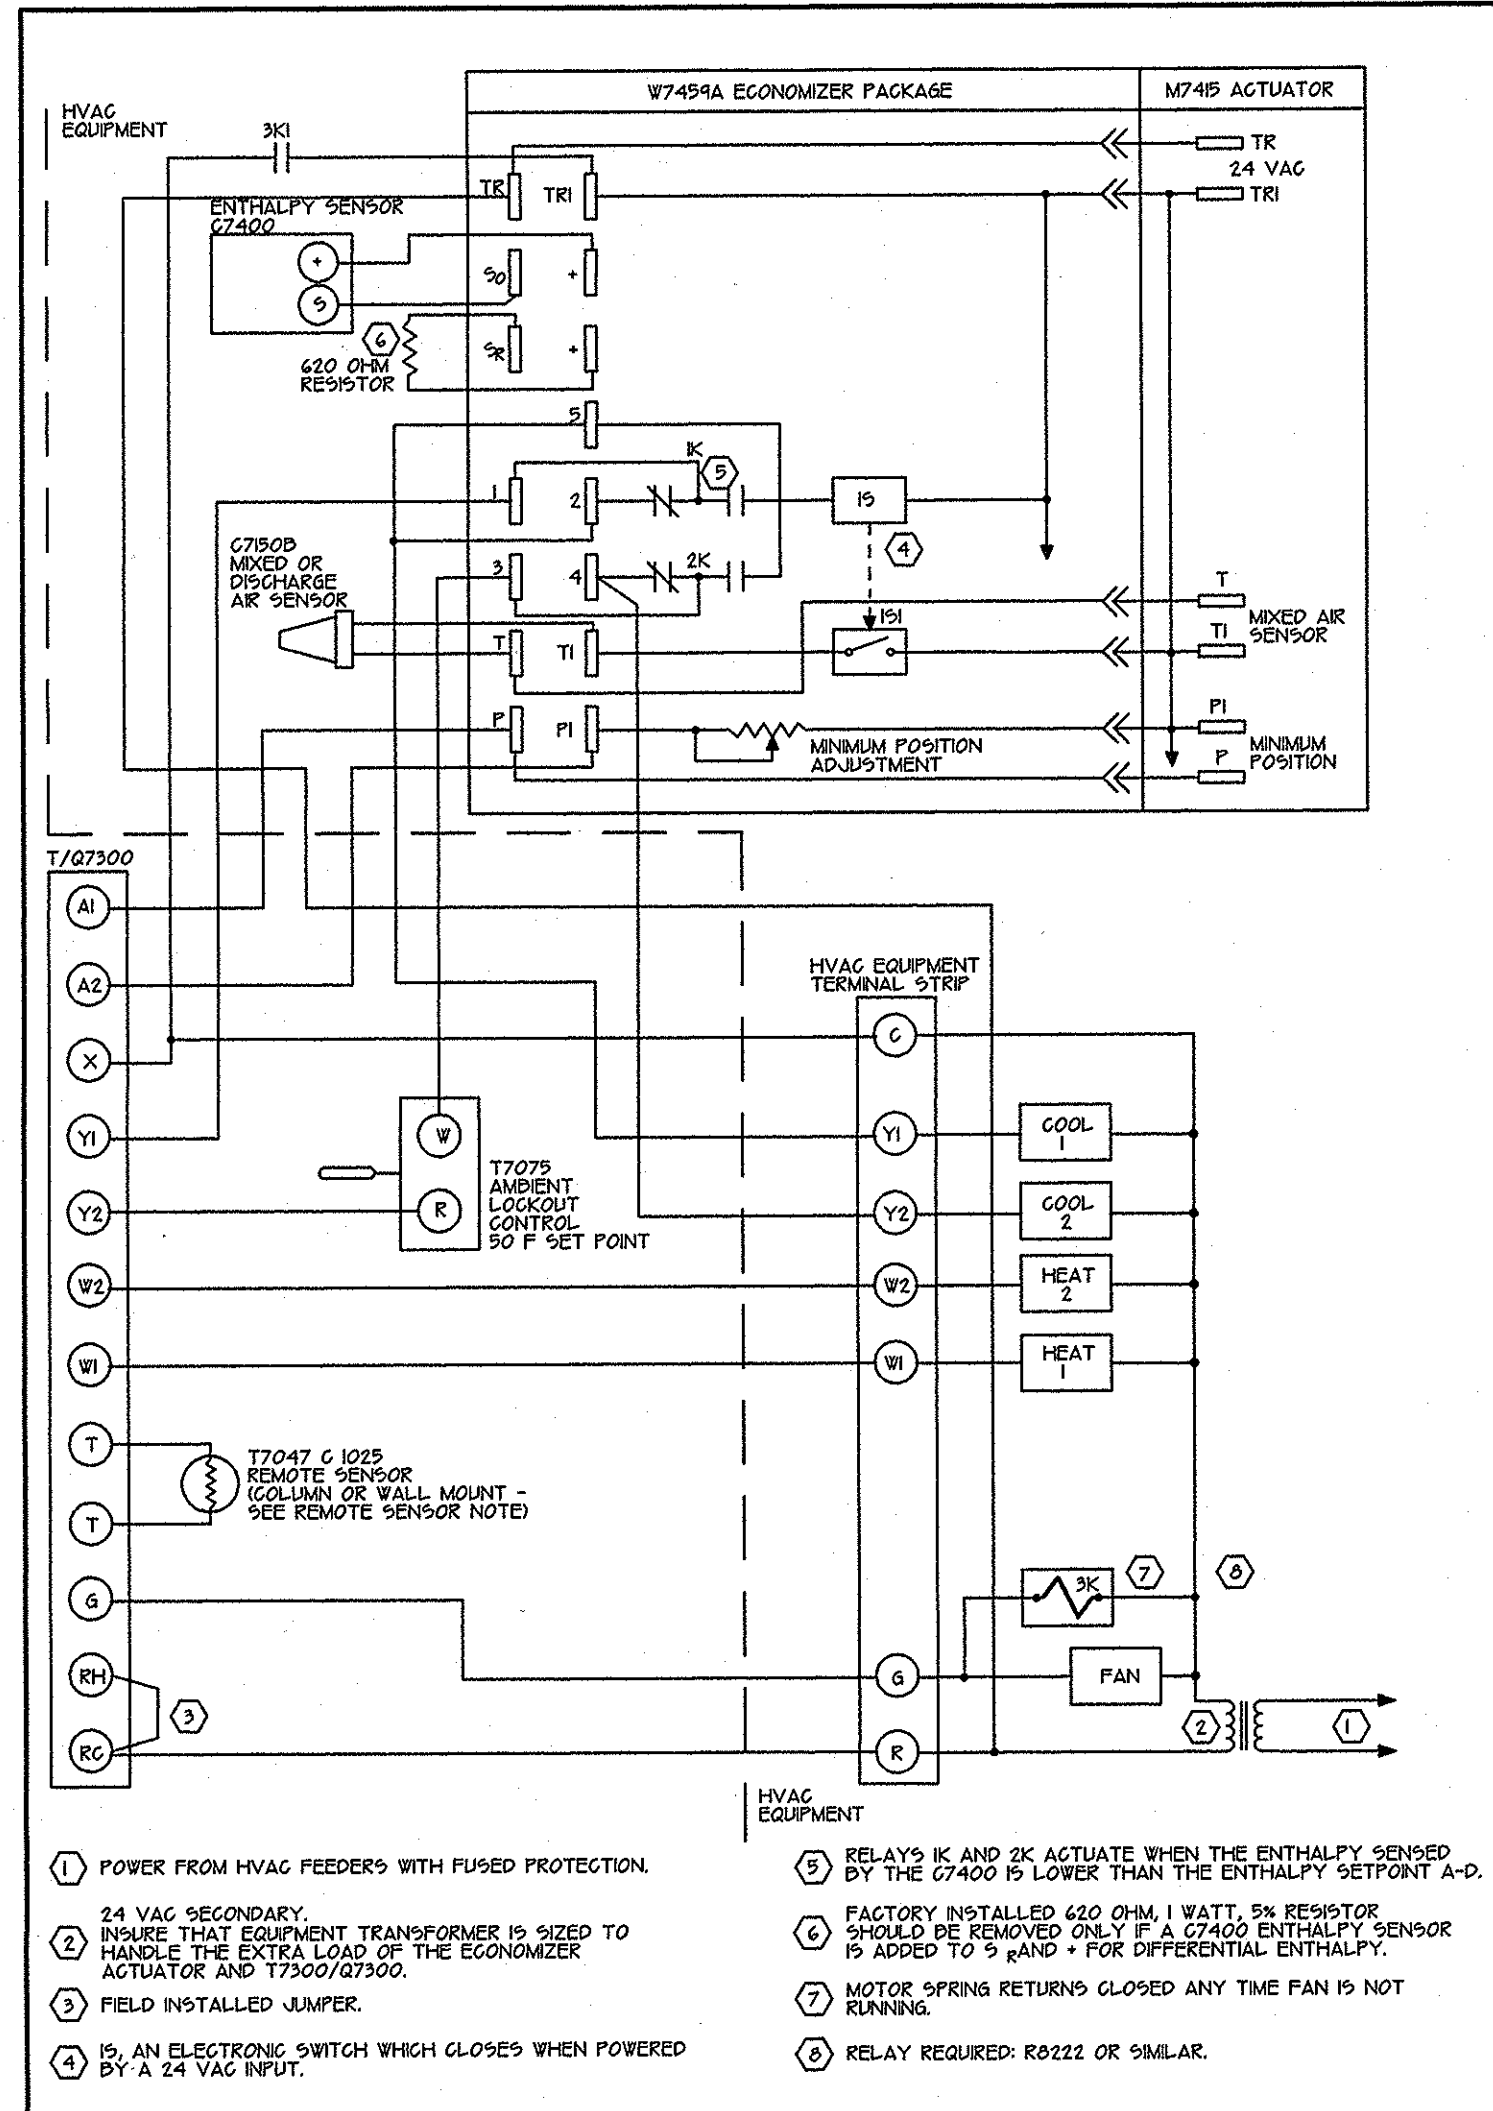 W7459A ECONOMIZER PACKAGE
M7415 ACTUATOR
HVAC
EQUIPMENT
3K1
TR
24 VAC
TR1
TR
TR1
ENTHALPY SENSOR
C7400
+
S
SO
+
6
620 OHM
RESISTOR
SR
+
5
1K
5
1
2
1S
C7150B
MIXED OR
DISCHARGE
AIR SENSOR
3
4
2K
4
T
MIXED AIR
SENSOR
T1
T
T1
1S1
P
P1
MINIMUM POSITION
ADJUSTMENT
P1
MINIMUM
POSITION
P
T/Q7300
A1
A2
X
Y1
Y2
W2
W1
T
T
G
RH
RC
3
W
R
T7075
AMBIENT
LOCKOUT
CONTROL
50 F SET POINT
T7047 C 1025
REMOTE SENSOR
(COLUMN OR WALL MOUNT -
SEE REMOTE SENSOR NOTE)
HVAC EQUIPMENT
TERMINAL STRIP
C
Y1
Y2
W2
W1
G
R
COOL
1
COOL
2
HEAT
2
HEAT
1
3K
7
8
FAN
2
1
HVAC
EQUIPMENT
1 POWER FROM HVAC FEEDERS WITH FUSED PROTECTION.
2 24 VAC SECONDARY.
INSURE THAT EQUIPMENT TRANSFORMER IS SIZED TO
HANDLE THE EXTRA LOAD OF THE ECONOMIZER
ACTUATOR AND T7300/Q7300.
3 FIELD INSTALLED JUMPER.
4 1S, AN ELECTRONIC SWITCH WHICH CLOSES WHEN POWERED
BY A 24 VAC INPUT.
5 RELAYS 1K AND 2K ACTUATE WHEN THE ENTHALPY SENSED
BY THE C7400 IS LOWER THAN THE ENTHALPY SETPOINT A-D.
6 FACTORY INSTALLED 620 OHM, 1 WATT, 5% RESISTOR
SHOULD BE REMOVED ONLY IF A C7400 ENTHALPY SENSOR
IS ADDED TO S R AND + FOR DIFFERENTIAL ENTHALPY.
7 MOTOR SPRING RETURNS CLOSED ANY TIME FAN IS NOT
RUNNING.
8 RELAY REQUIRED: R8222 OR SIMILAR.